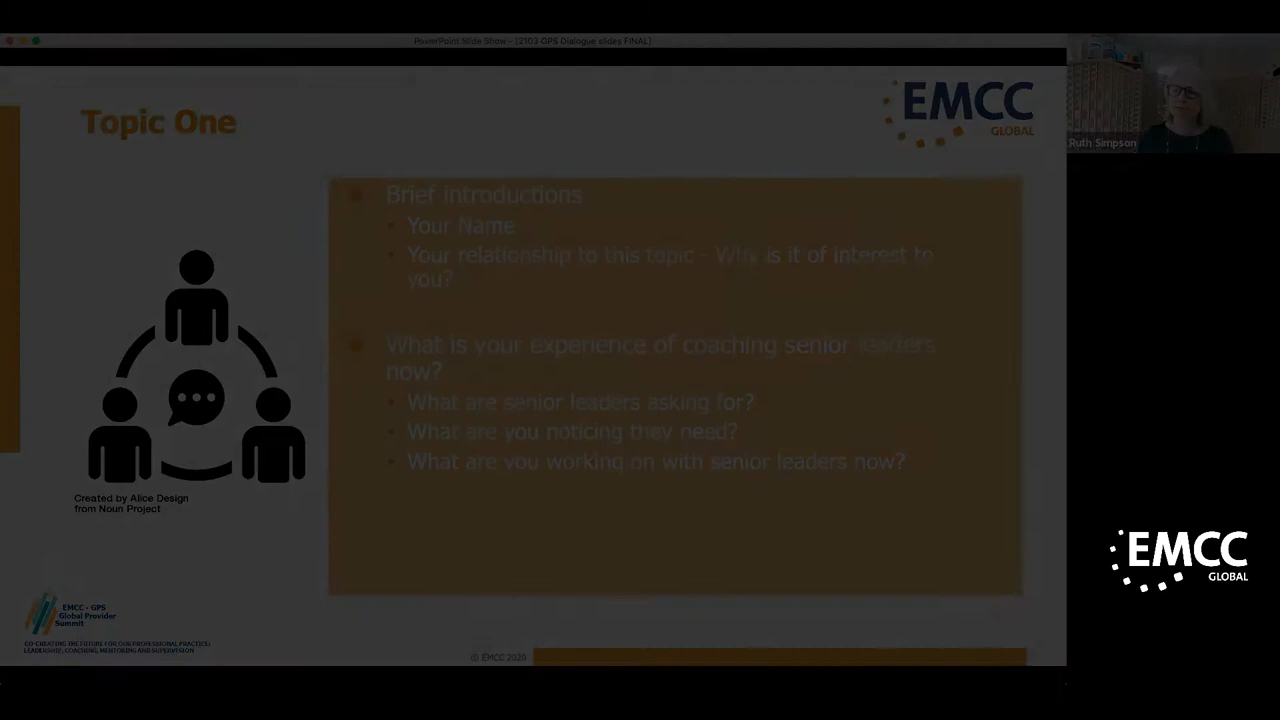 PowerPoint Slide Show - [2103 GPS Dialogue slides FINAL]
Topic One
EMCC
GLOBAL
Ruth Simpson
Brief introductions
Your Name
Your relationship to this topic - Why is it of interest to
you?
What is your experience of coaching senior leaders
now?
What are senior leaders asking for?
What are you noticing they need?
What are you working on with senior leaders now?
Created by Alice Design
from Noun Project
EMCC - GPS
Global Provider
Summit
CO-CREATING THE FUTURE FOR OUR PROFESSIONAL PRACTICE:
LEADERSHIP, COACHING, MENTORING AND SUPERVISION
© EMCC 2020
EMCC
GLOBAL